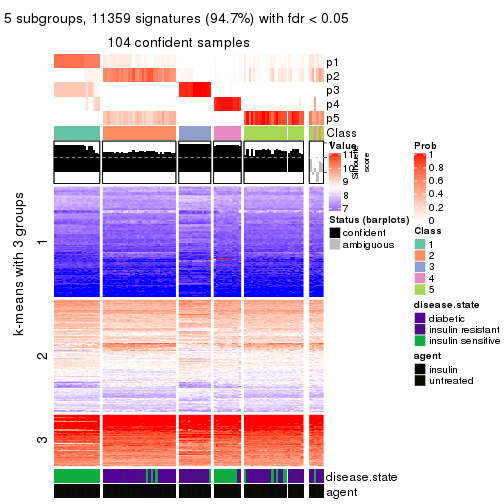 5 subgroups, 11359 signatures (94.7%) with fdr < 0.05
104 confident samples
p1
p2
p3
p4
p5
Class
Silhouette
score
k-means with 3 groups
1
2
3
disease.state
agent
Value
11
10
9
8
7
Status (barplots)
confident
ambiguous
Prob
1
0.8
0.6
0.4
0.2
0
Class
1
2
3
4
5
disease.state
diabetic
insulin resistant
insulin sensitive
agent
insulin
untreated